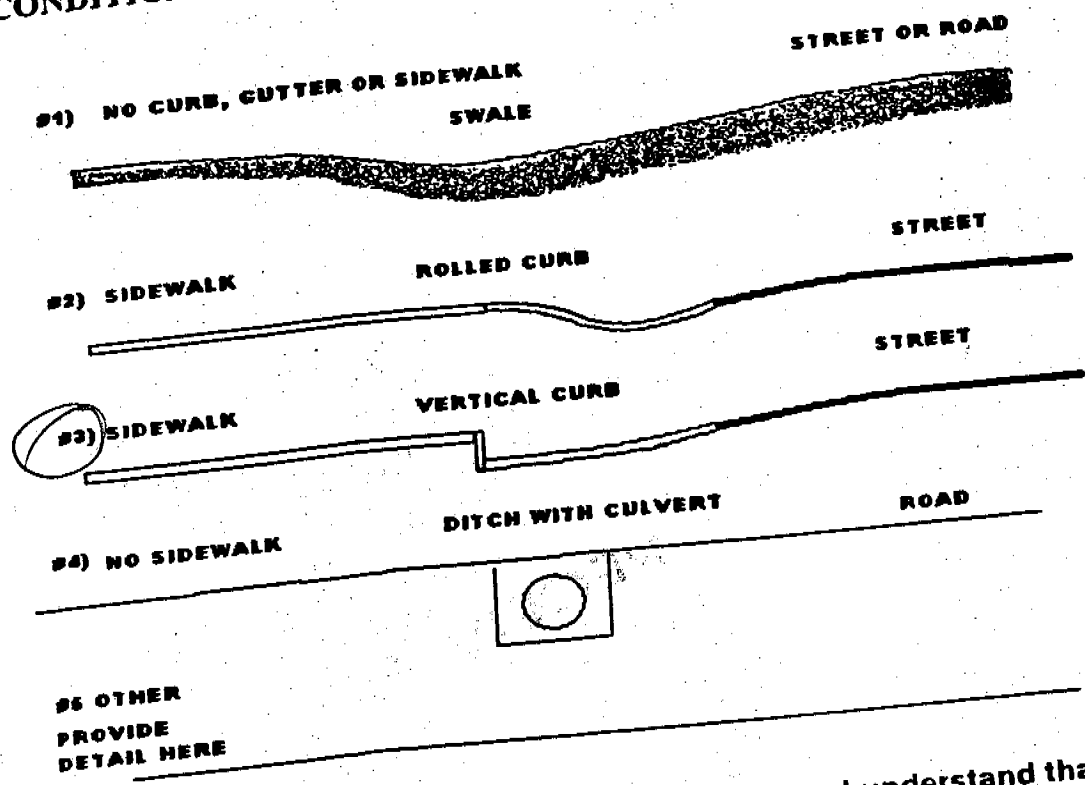 STREET OR ROAD
#1) NO CURB, GUTTER OR SIDEWALK
SWALE
STREET
#2) SIDEWALK ROLLED CURB
STREET
#3) SIDEWALK VERTICAL CURB
#4) NO SIDEWALK DITCH WITH CULVERT ROAD
#5 OTHER
PROVIDE
DETAIL HERE
understand